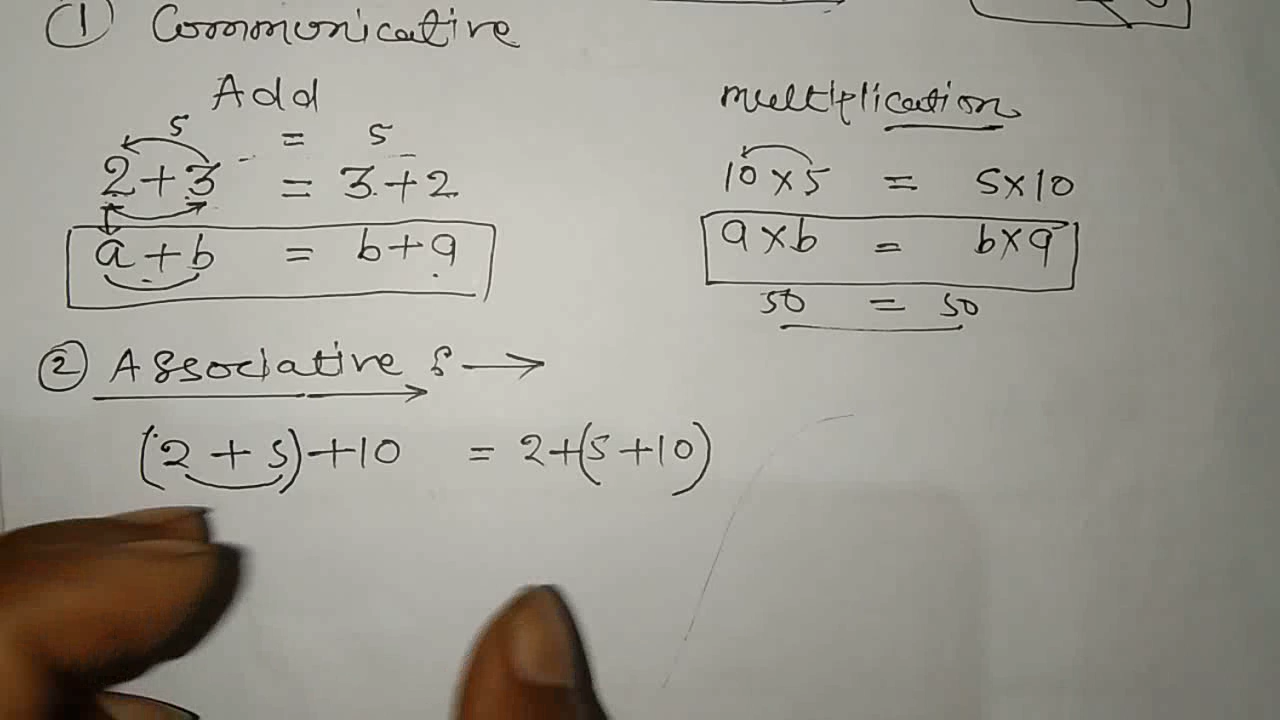 ① Communicative
Add
5 = 5
2+3 = 3+2
a+b = b+a
multiplication
10×5 = 5×10
a×b = b×a
50 = 50
② Associative :→
(2+5)+10 = 2+(5+10)